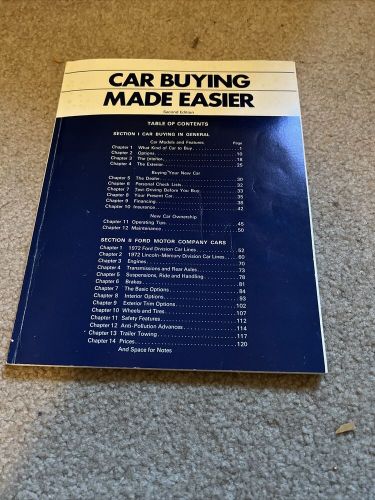 CAR BUYING
MADE EASIER
Second Edition
TABLE OF CONTENTS
SECTION I CAR BUYING IN GENERAL
Car Models and Features Page
Chapter 1 What Kind of Car to Buy 1
Chapter 2 Options 10
Chapter 3 The Interior 18
Chapter 4 The Exterior 25
Buying Your New Car
Chapter 5 The Dealer 30
Chapter 6 Personal Check Lists 32
Chapter 7 Test Driving Before You Buy 33
Chapter 8 Your Present Car 35
Chapter 9 Financing 38
Chapter 10 Insurance
New Car Ownership
Chapter 11 Operating Tips 45
Chapter 12 Maintenance 50
SECTION II FORD MOTOR COMPANY CARS
Chapter 1 1972 Ford Division Car Lines 52
Chapter 2 1972 Lincoln-Mercury Division Car Lines 60
Chapter 3 Engines 70
Chapter 4 Transmissions and Rear Axles 73
Chapter 5 Suspensions, Ride and Handling 78
Chapter 6 Brakes 81
Chapter 7 The Basic Options 84
Chapter 8 Interior Options 93
Chapter 9 Exterior Trim Options 102
Chapter 10 Wheels and Tires 107
Chapter 11 Safety Features 112
Chapter 12 Anti-Pollution Advances 114
Chapter 13 Trailer Towing 117
Chapter 14 Prices 120
And Space for Notes